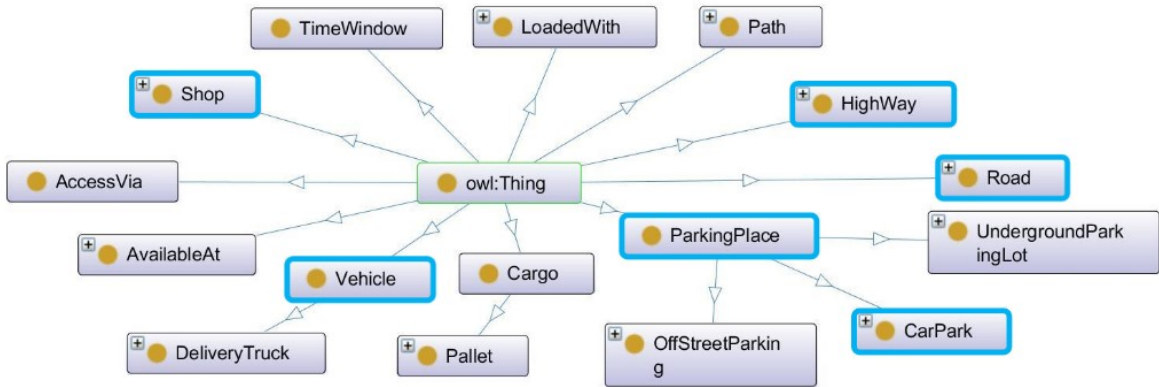 TimeWindow
LoadedWith
Path
Shop
HighWay
AccessVia
owl:Thing
Road
AvailableAt
Vehicle
Cargo
ParkingPlace
UndergroundPark
ingLot
DeliveryTruck
Pallet
OffStreetParkin
g
CarPark